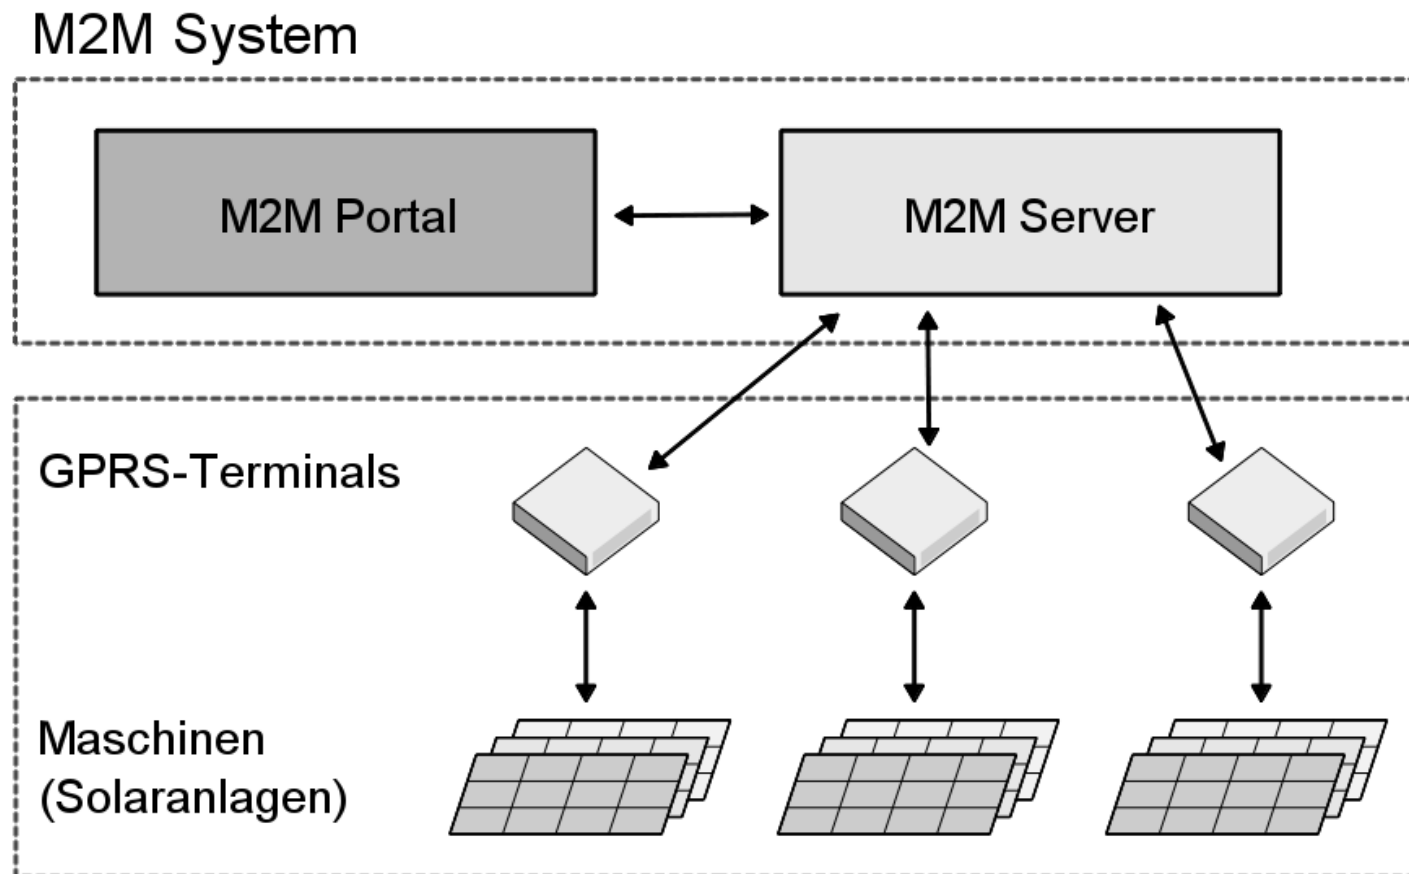 M2M System
M2M Portal
M2M Server
GPRS-Terminals
Maschinen
(Solaranlagen)